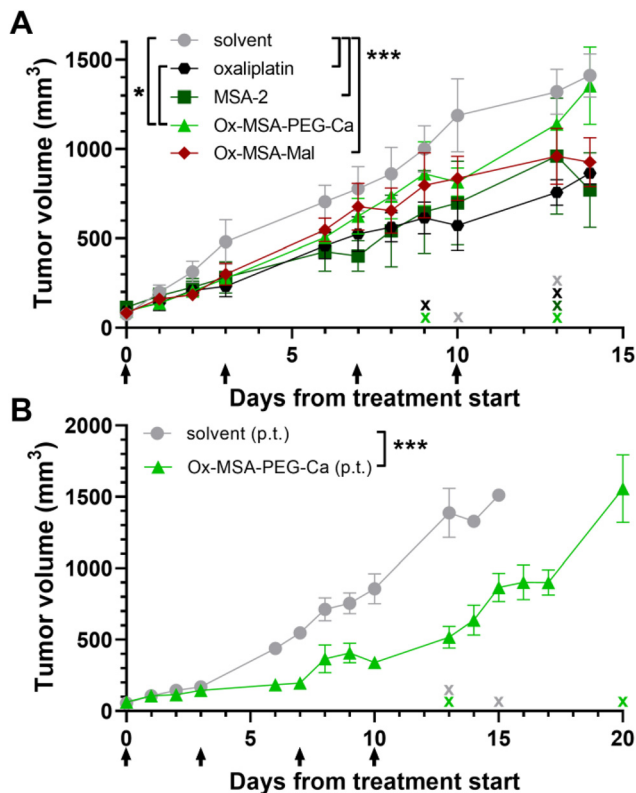 A
Tumor volume (mm³)
1500
1000
500
0
solvent
oxaliplatin
MSA-2
Ox-MSA-PEG-Ca
Ox-MSA-Mal
*
***
x x x
x x x x
0 5 10 15
Days from treatment start
B
Tumor volume (mm³)
2000
1500
1000
500
0
solvent (p.t.)
Ox-MSA-PEG-Ca (p.t.)
***
x x
x x
0 5 10 15 20
Days from treatment start